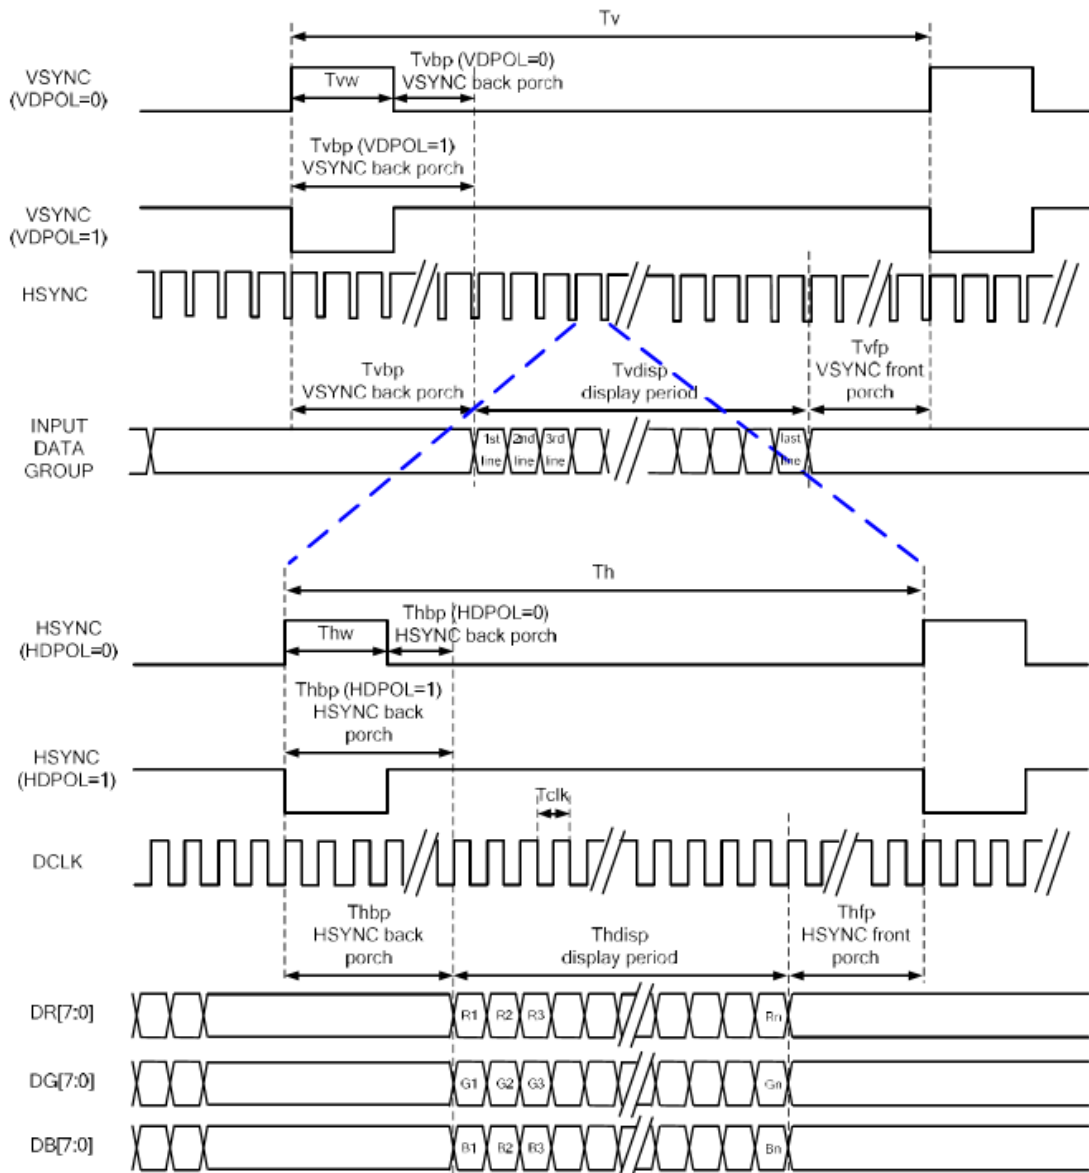 Tv
VSYNC
(VDPOL=0)
Tvw
Tvbp (VDPOL=0)
VSYNC back porch
Tvbp (VDPOL=1)
VSYNC back porch
VSYNC
(VDPOL=1)
HSYNC
Tvbp
VSYNC back porch
Tvdisp
display period
Tvfp
VSYNC front
porch
INPUT
DATA
GROUP
1st
line
2nd
line
3rd
line
last
line
Th
HSYNC
(HDPOL=0)
Thw
Thbp (HDPOL=0)
HSYNC back porch
Thbp (HDPOL=1)
HSYNC back
porch
HSYNC
(HDPOL=1)
Tclk
DCLK
Thbp
HSYNC back
porch
Thdisp
display period
Thfp
HSYNC front
porch
DR[7:0] R1 R2 R3 Rn
DG[7:0] G1 G2 G3 Gn
DB[7:0] B1 B2 B3 Bn